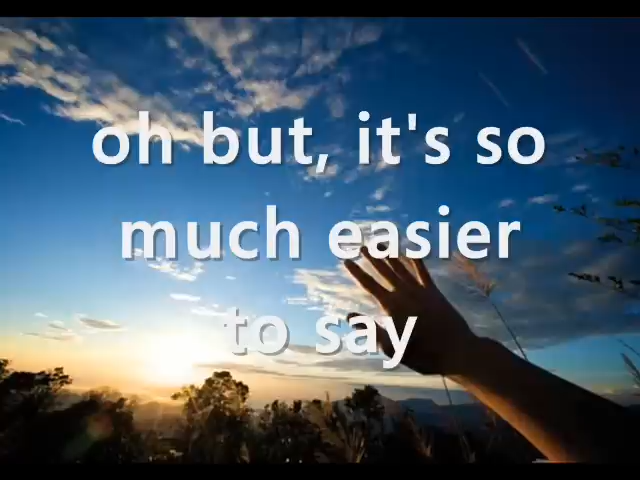 oh but, it's so
much easier
to say